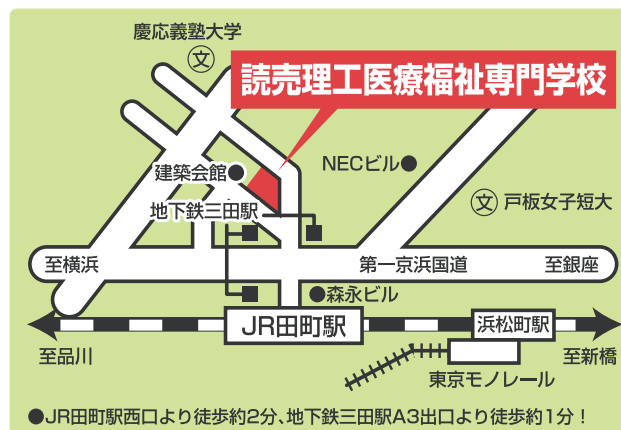 慶応義塾大学
文
読売理工医療福祉専門学校
建築会館●
NECビル●
地下鉄三田駅
文 戸板女子短大
至横浜
第一京浜国道
至銀座
●森永ビル
JR田町駅
浜松町駅
至品川
至新橋
東京モノレール
●JR田町駅西口より徒歩約2分、地下鉄三田駅A3出口より徒歩約1分！